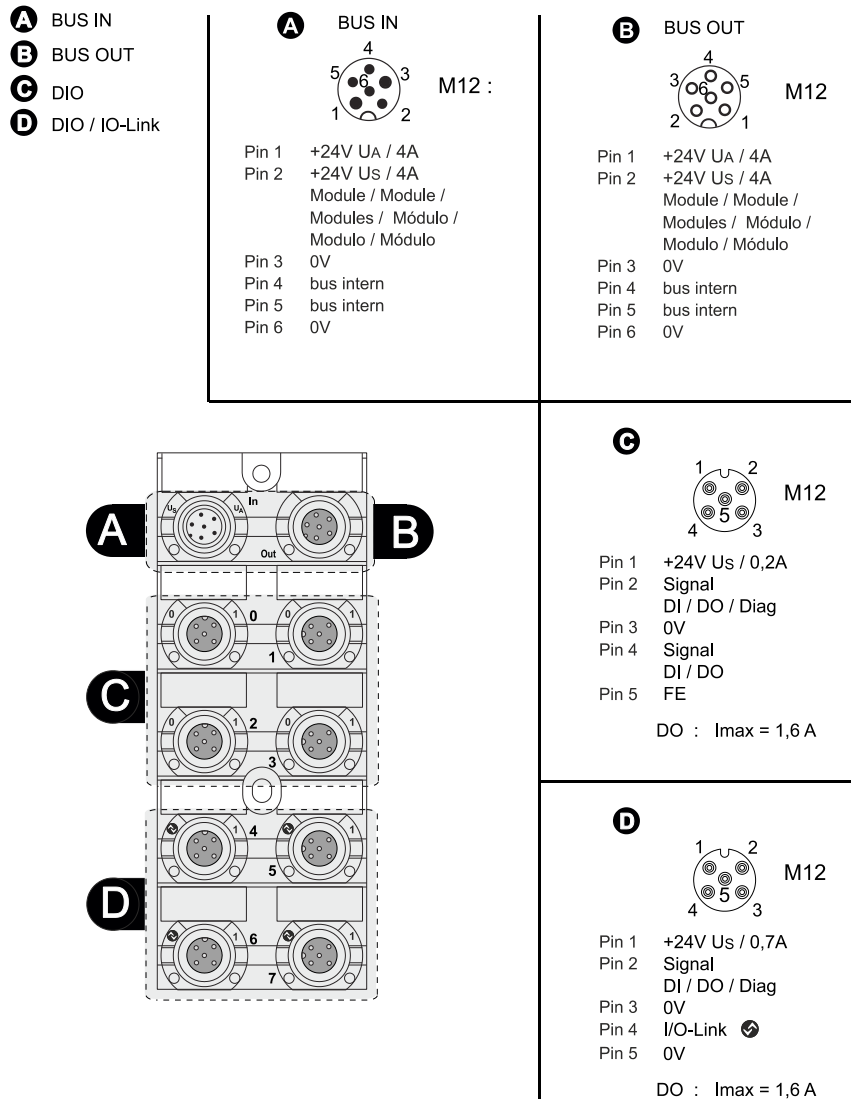 A BUS IN
B BUS OUT
C DIO
D DIO / IO-Link
A BUS IN
4
5 6 3
1 2
M12 :
Pin 1 +24V UA / 4A
Pin 2 +24V US / 4A
Module / Module /
Modules / Módulo /
Modulo / Módulo
Pin 3 0V
Pin 4 bus intern
Pin 5 bus intern
Pin 6 0V
B BUS OUT
4
3 6 5
2 1
M12
Pin 1 +24V UA / 4A
Pin 2 +24V US / 4A
Module / Module /
Modules / Módulo /
Modulo / Módulo
Pin 3 0V
Pin 4 bus intern
Pin 5 bus intern
Pin 6 0V
US UA In
A B
Out
0 1 0 0 1
1
C
0 1 2 0 1
3
1 4 1
5
D
1 6 1
7
C
1 2
5
4 3
M12
Pin 1 +24V US / 0,2A
Pin 2 Signal
DI / DO / Diag
Pin 3 0V
Pin 4 Signal
DI / DO
Pin 5 FE
DO : Imax = 1,6 A
D
1 2
5
4 3
M12
Pin 1 +24V US / 0,7A
Pin 2 Signal
DI / DO / Diag
Pin 3 0V
Pin 4 I/O-Link
Pin 5 0V
DO : Imax = 1,6 A